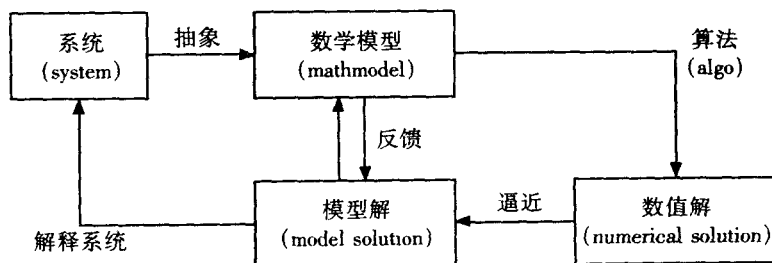 系统
(system)
抽象
数学模型
(mathmodel)
算法
(algo)
反馈
模型解
(model solution)
逼近
数值解
(numerical solution)
解释系统